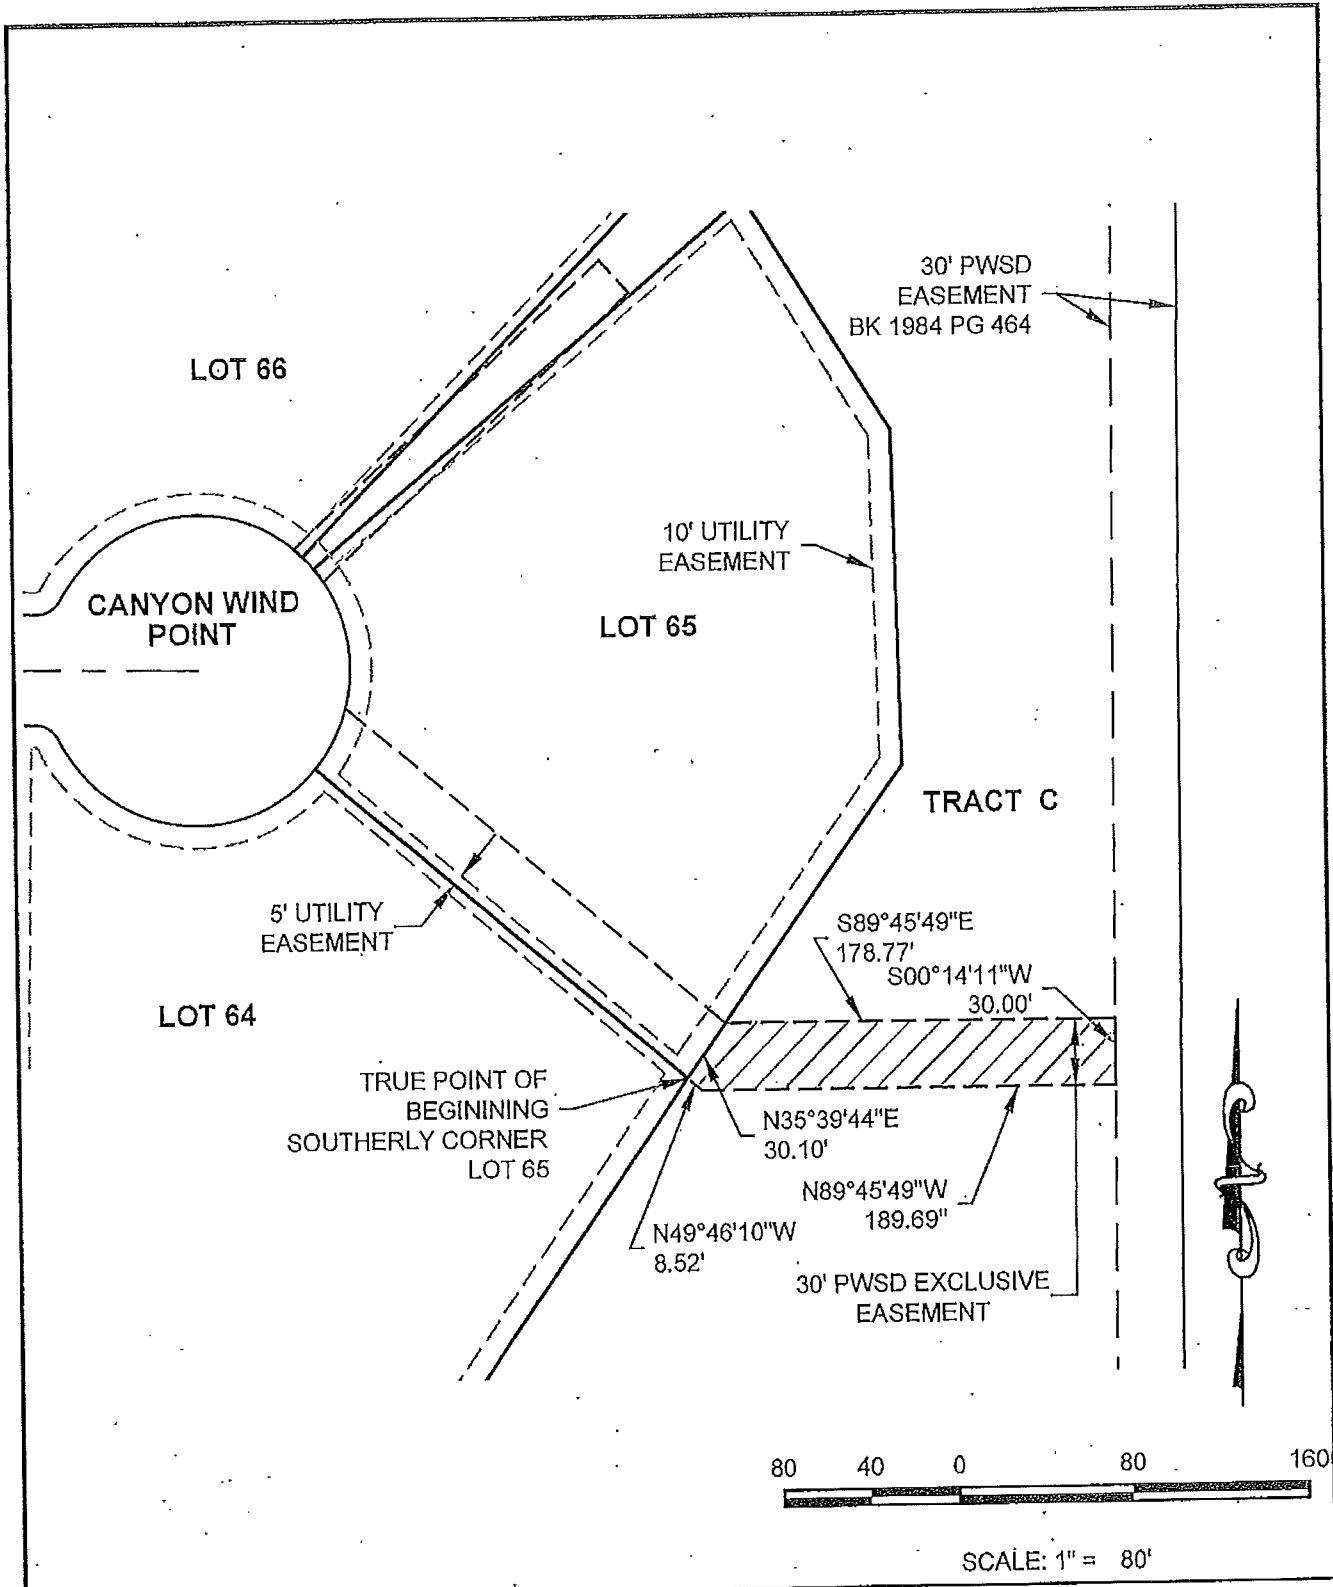 30' PWSD
EASEMENT
BK 1984 PG 464
LOT 66
10' UTILITY
EASEMENT
CANYON WIND
POINT
LOT 65
TRACT C
5' UTILITY
EASEMENT
S89°45'49"E
178.77'
S00°14'11"W
30.00'
LOT 64
TRUE POINT OF
BEGINNING
SOUTHERLY CORNER
LOT 65
N35°39'44"E
30.10'
N89°45'49"W
189.69"
N49°46'10"W
8.52'
30' PWSD EXCLUSIVE
EASEMENT
80 40 0 80 160
SCALE: 1" = 80'